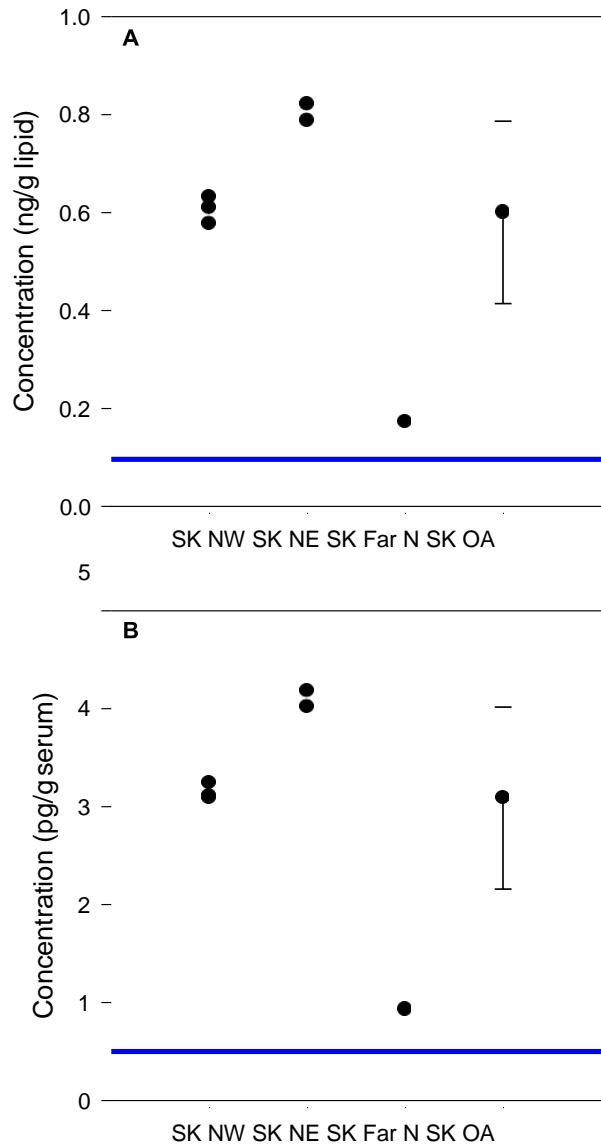 1.0
A
0.8
0.6
0.4
0.2
0.0
Concentration (ng/g lipid)
SK NW SK NE SK Far N SK OA
5
B
4
3
2
1
0
Concentration (pg/g serum)
SK NW SK NE SK Far N SK OA